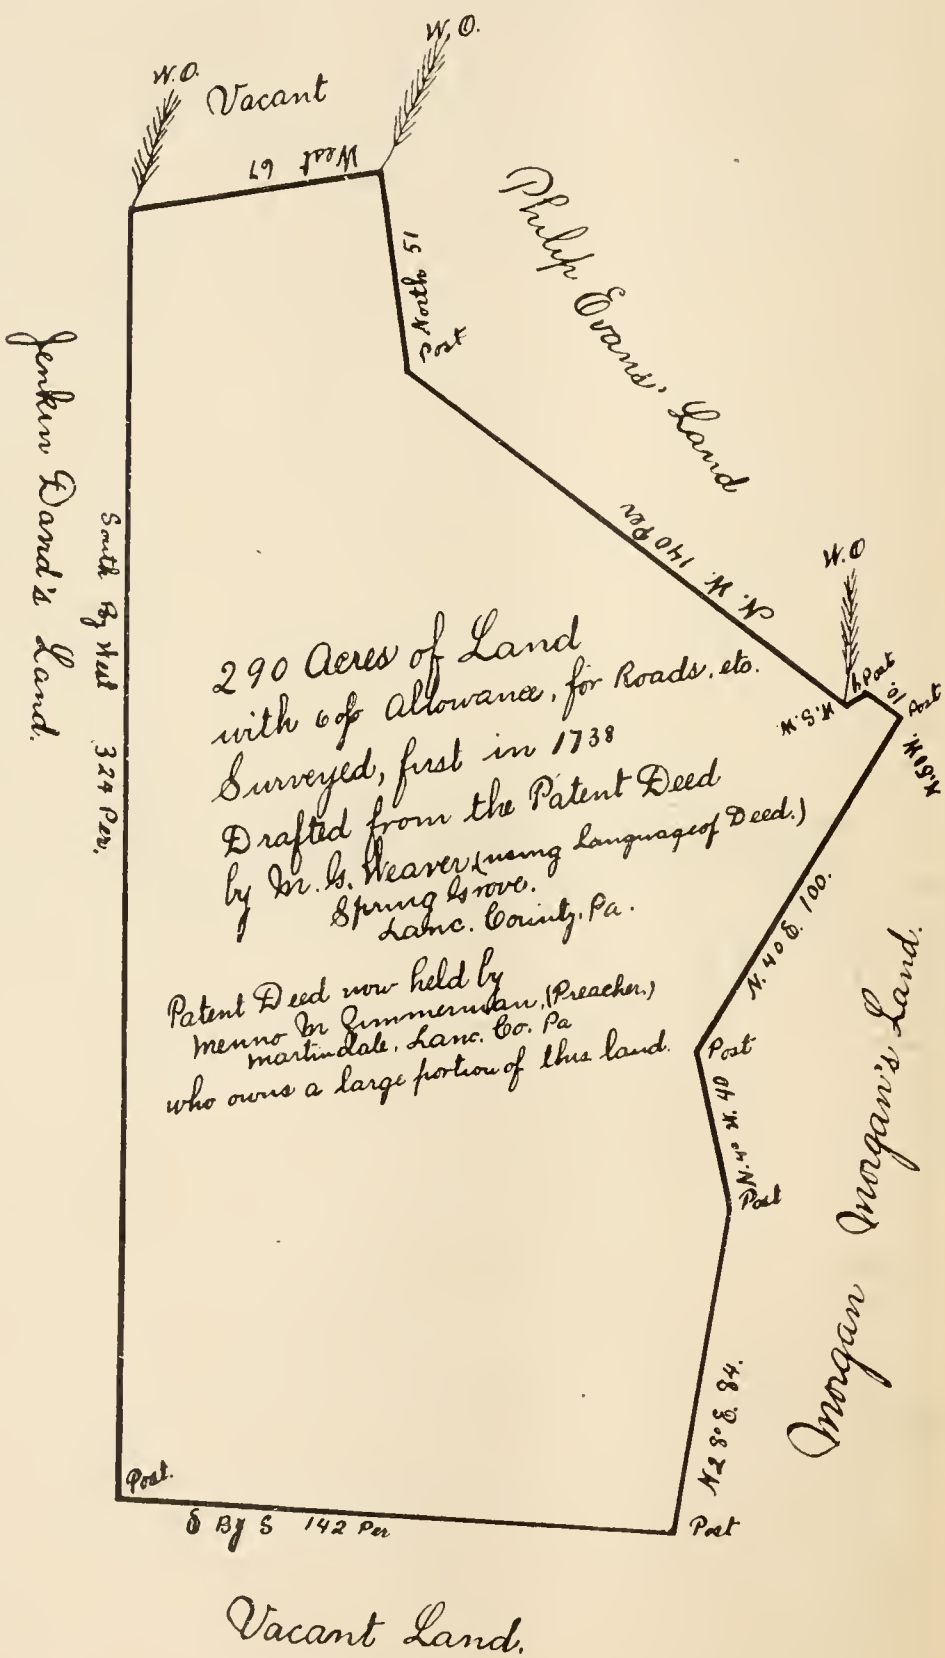 W.O.
W.O.
Vacant
West 67
North 51
Post
Philip Evans' Land
N. W. 140 Per
W.O
W.S.W.
4 Post
10
Post
N.50W.
Jenkin David's Land.
South By West 324 Per.
290 Acres of Land
with 6 ofo Allowance, for Roads, etc.
Surveyed, first in 1738
Drafted from the Patent Deed
by M. G. Weaver (using Language of Deed.)
Spring Grove.
Lanc. County, Pa.
Patent Deed now held by
Menno M Zimmerman, (Preacher.)
Martindale, Lanc. Co. Pa
who owns a large portion of this land.
N. 40 E. 100.
Post
N. 40 W. 40
Post
Morgan Morgan's Land.
N 28° E. 84.
Post.
E By S 142 Per
Post
Vacant Land.